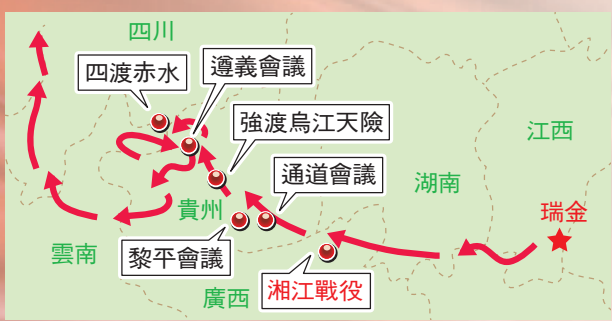 四川
四渡赤水
遵義會議
強渡烏江天險
江西
通道會議
湖南
貴州
瑞金
雲南
黎平會議
湘江戰役
廣西